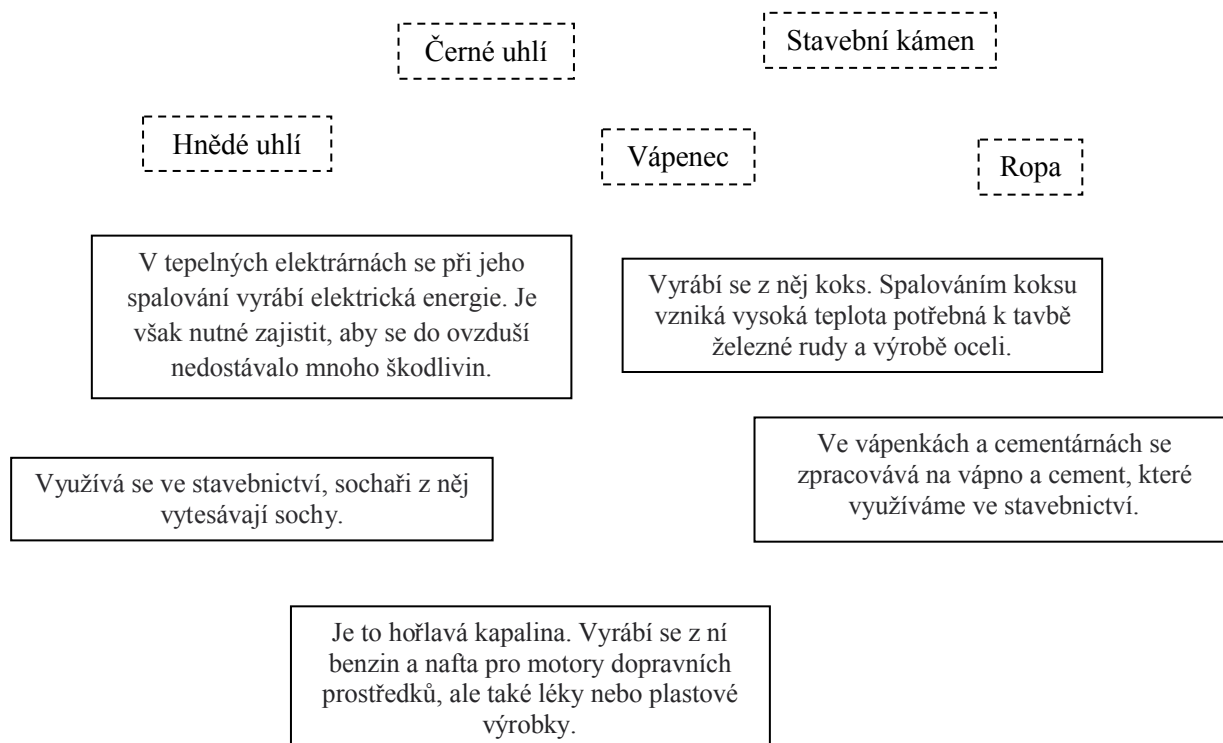 Černé uhlí
Stavební kámen
Hnědé uhlí
Vápenec
Ropa
V tepelných elektrárnách se při jeho
spalování vyrábí elektrická energie. Je
však nutné zajistit, aby se do ovzduší
nedostávalo mnoho škodlivin.
Vyrábí se z něj koks. Spalováním koksu
vzniká vysoká teplota potřebná k tavbě
železné rudy a výrobě oceli.
Využívá se ve stavebnictví, sochaři z něj
vytesávají sochy.
Ve vápenkách a cementárnách se
zpracovává na vápno a cement, které
využíváme ve stavebnictví.
Je to hořlavá kapalina. Vyrábí se z ní
benzin a nafta pro motory dopravních
prostředků, ale také léky nebo plastové
výrobky.